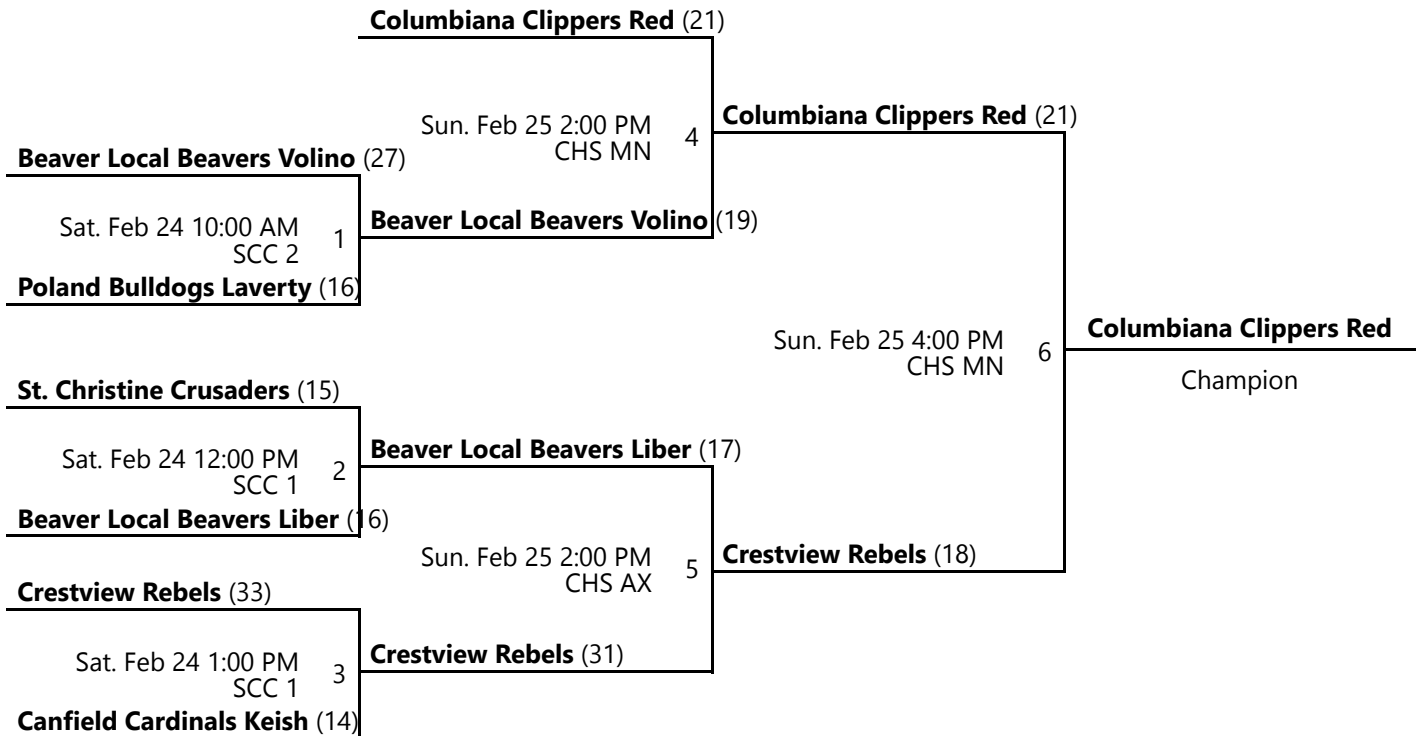 Columbiana Clippers Red (21)
Sun. Feb 25 2:00 PM
CHS MN
4
Columbiana Clippers Red (21)
Beaver Local Beavers Volino (27)
Sat. Feb 24 10:00 AM
SCC 2
1
Beaver Local Beavers Volino (19)
Poland Bulldogs Laverty (16)
Sun. Feb 25 4:00 PM
CHS MN
6
Columbiana Clippers Red
Champion
St. Christine Crusaders (15)
Sat. Feb 24 12:00 PM
SCC 1
2
Beaver Local Beavers Liber (17)
Beaver Local Beavers Liber (16)
Sun. Feb 25 2:00 PM
CHS AX
5
Crestview Rebels (18)
Crestview Rebels (33)
Sat. Feb 24 1:00 PM
SCC 1
3
Crestview Rebels (31)
Canfield Cardinals Keish (14)